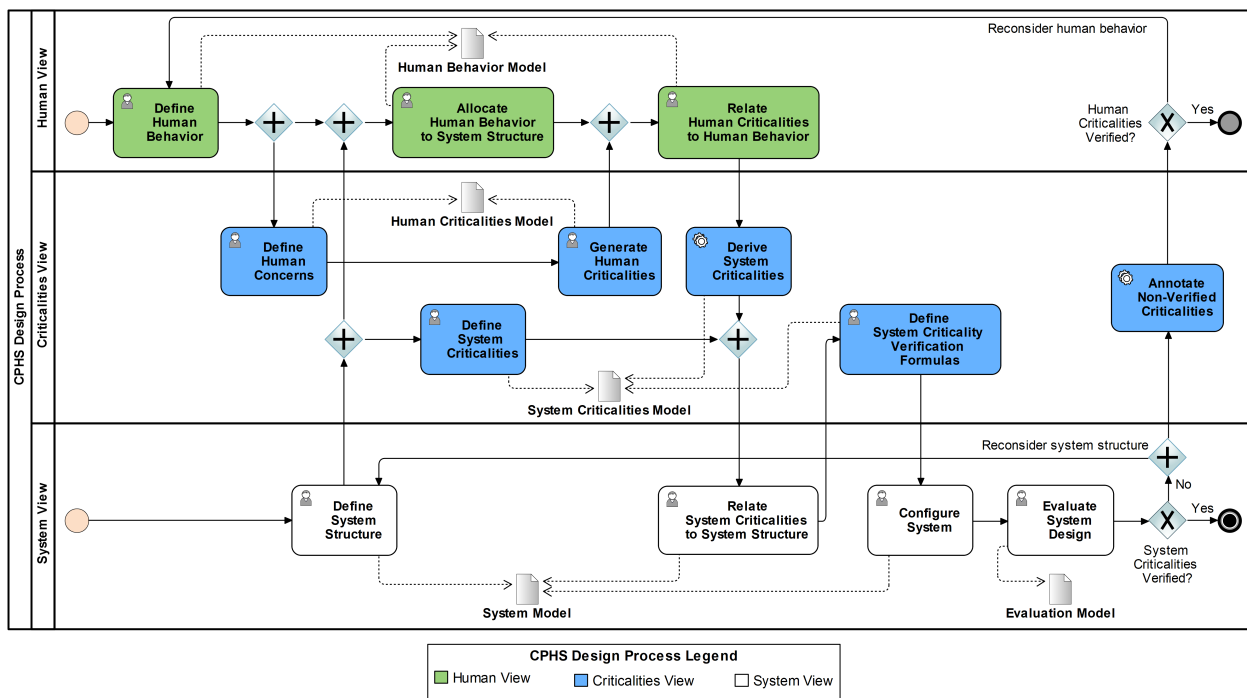 CPHS Design Process
Human View
Reconsider human behavior
Human Behavior Model
Define
Human
Behavior
Allocate
Human Behavior
to System Structure
Relate
Human Criticalities
to Human Behavior
Human
Criticalities
Verified?
Yes
Criticalities View
Human Criticalities Model
Define
Human
Concerns
Generate
Human
Criticalities
Derive
System
Criticalities
Annotate
Non-Verified
Criticalities
Define
System
Criticalities
Define
System Criticality
Verification
Formulas
System Criticalities Model
System View
Reconsider system structure
No
Define
System
Structure
Relate
System Criticalities
to System Structure
Configure
System
Evaluate
System
Design
Yes
System
Criticalities
Verified?
System Model
Evaluation Model
CPHS Design Process Legend
Human View
Criticalities View
System View